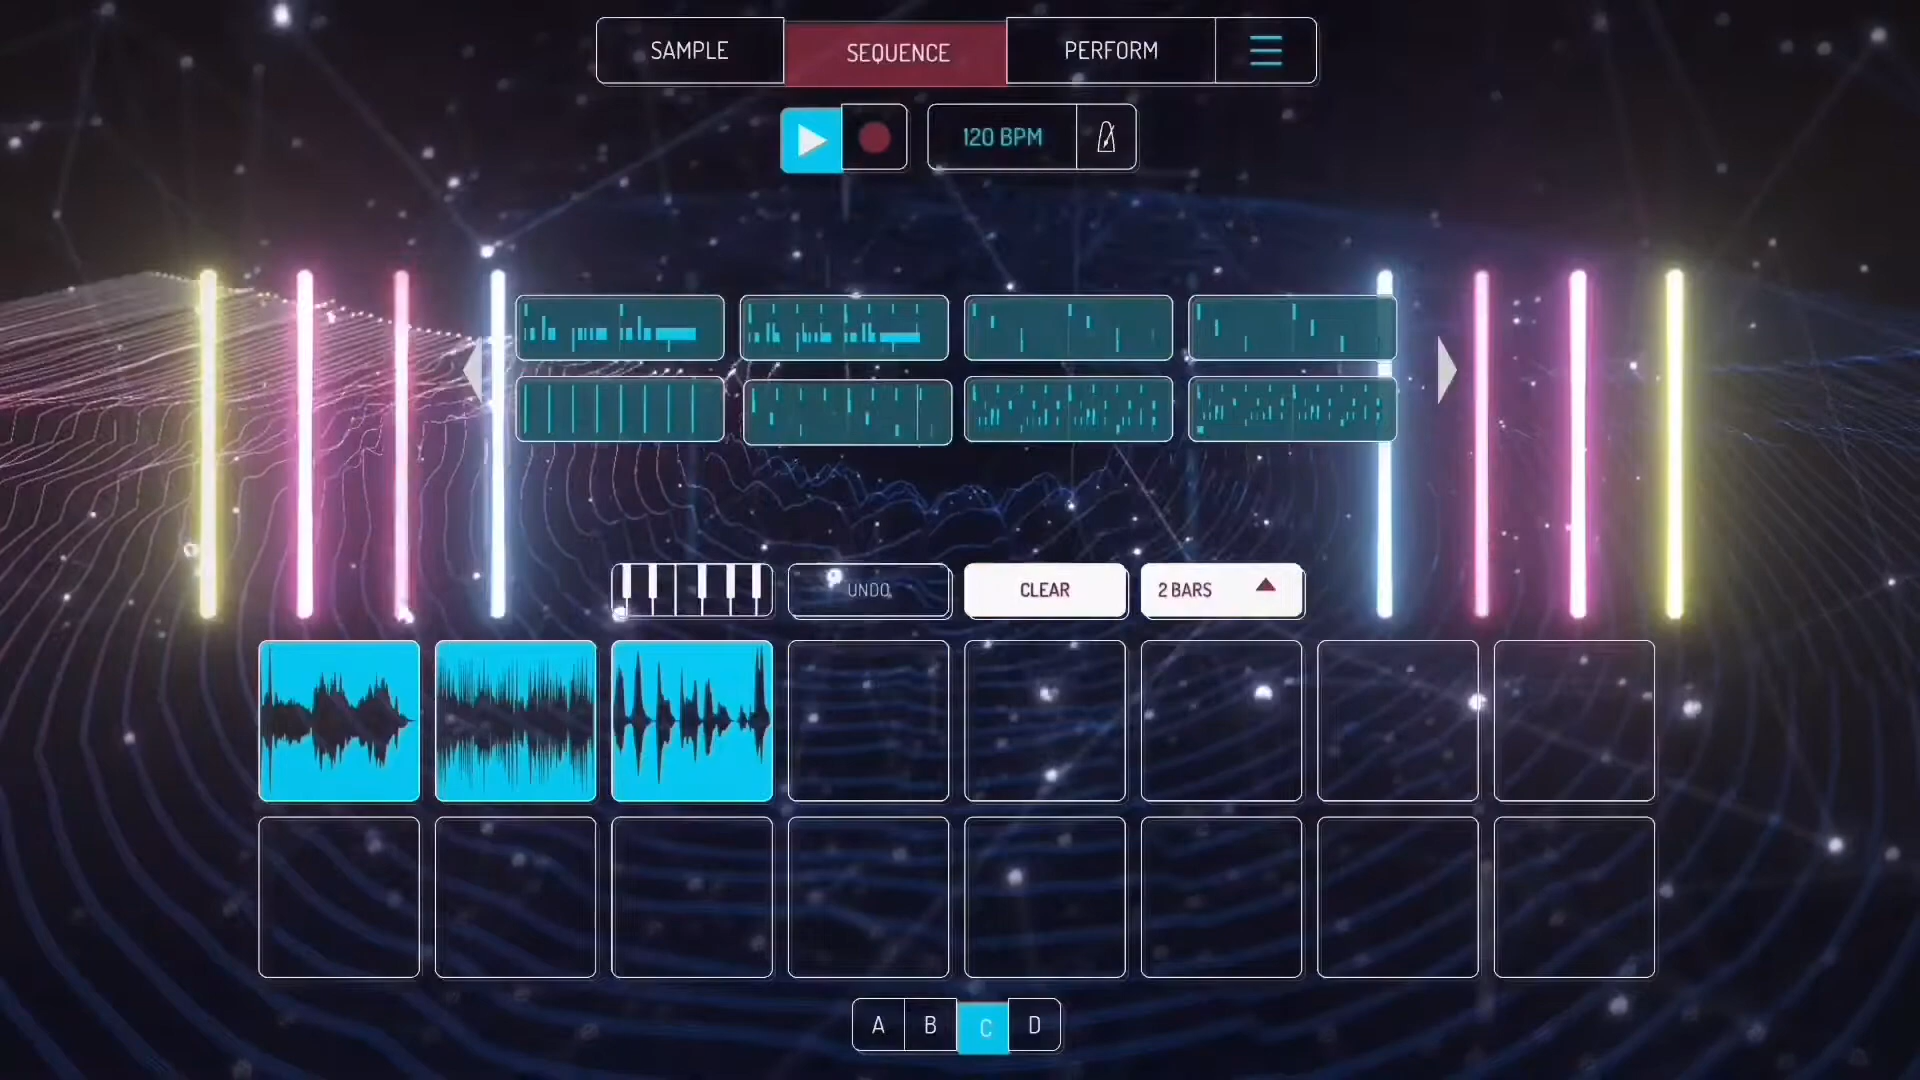 SAMPLE
SEQUENCE
PERFORM
120 BPM
UNDO
CLEAR
2 BARS
A
B
C
D